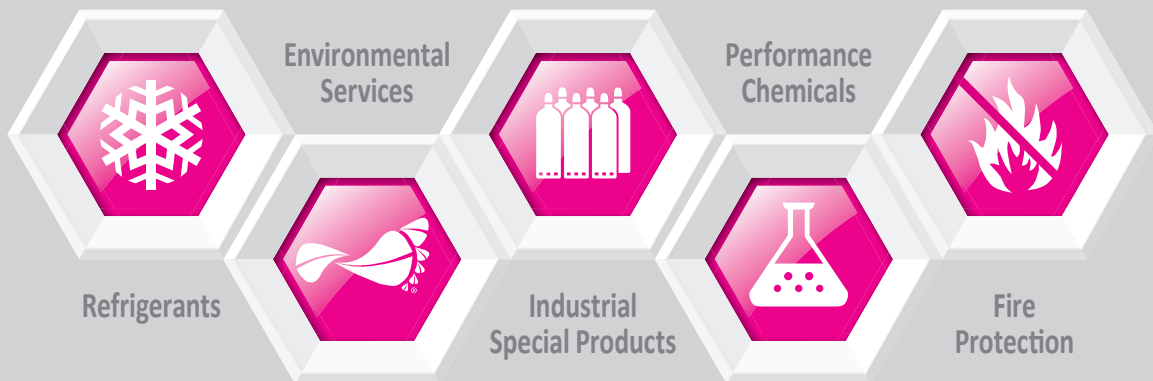 Environmental
Services
Performance
Chemicals
Refrigerants
Industrial
Special Products
Fire
Protection
®